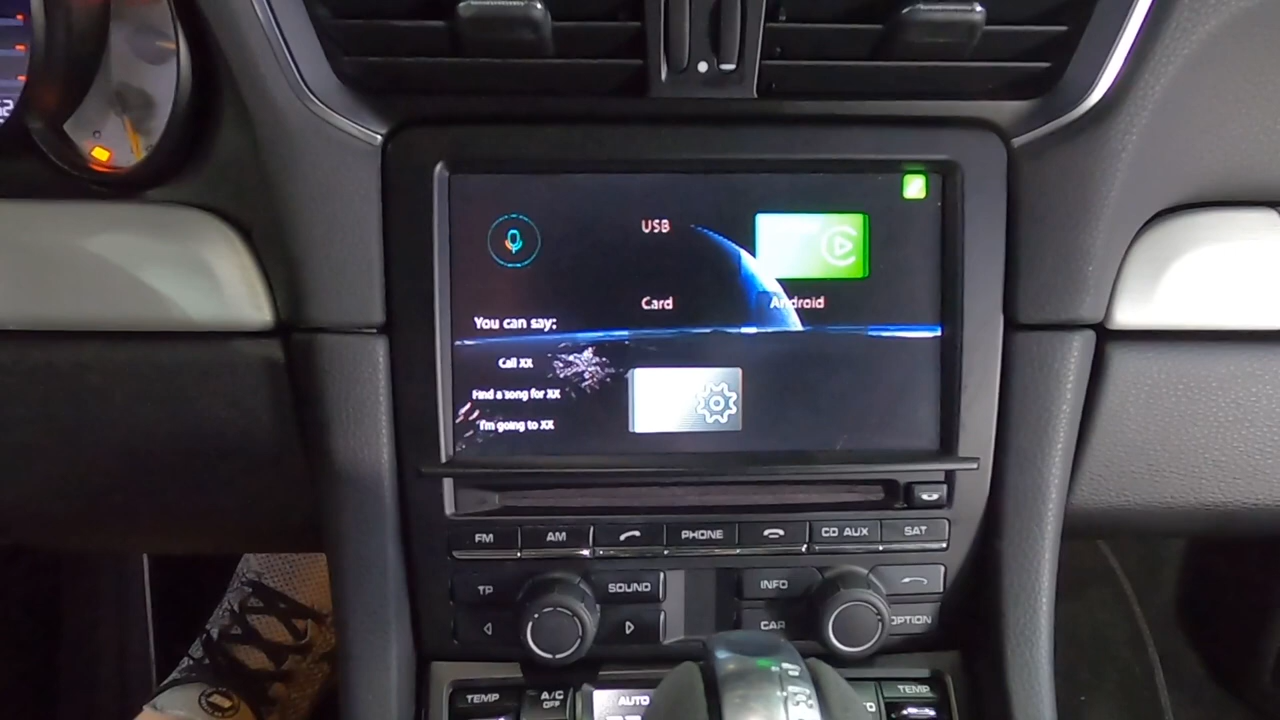 USB
Card
Android
You can say:
Call XX
Find a song for XX
I'm going to XX
FM
AM
PHONE
CD AUX
SAT
TP
SOUND
INFO
CAR
OPTION
TEMP
A/C
OFF
AUTO
TEMP